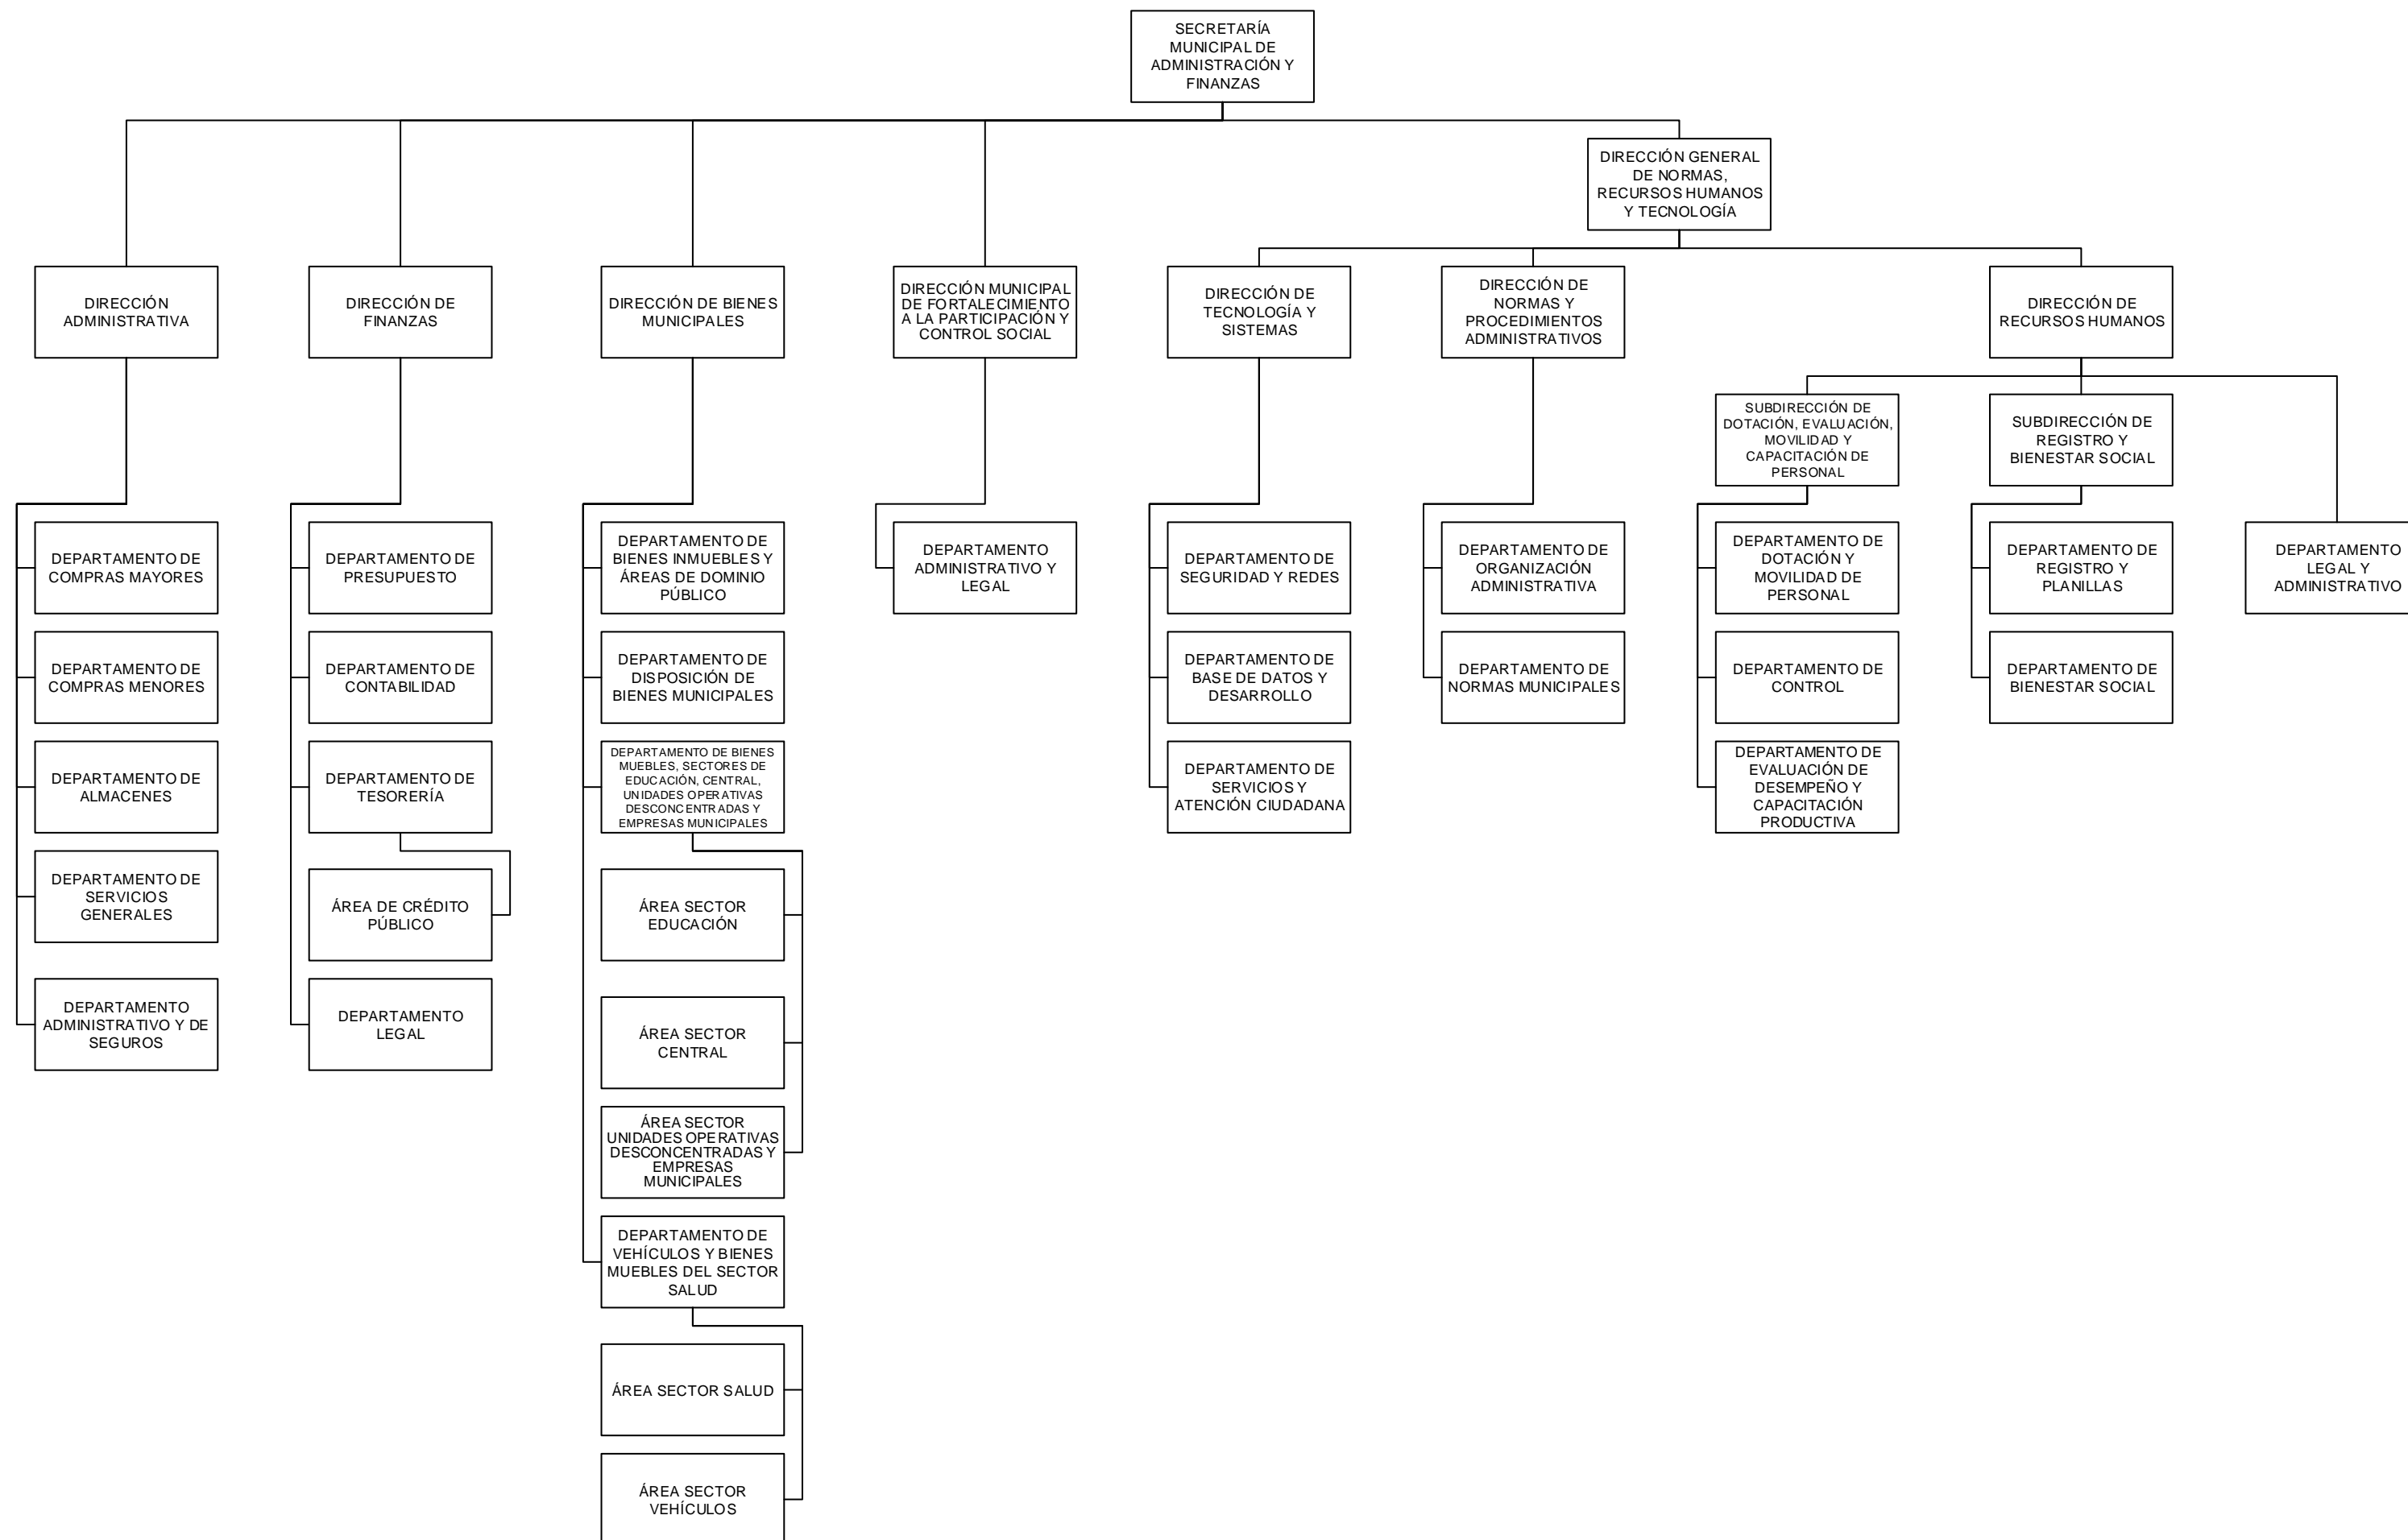 SECRETARÍA
MUNICIPAL DE
ADMINISTRACIÓN Y
FINANZAS
DIRECCIÓN GENERAL
DE NORMAS,
RECURSOS HUMANOS
Y TECNOLOGÍA
DIRECCIÓN
ADMINISTRATIVA
DIRECCIÓN DE
FINANZAS
DIRECCIÓN DE BIENES
MUNICIPALES
DIRECCIÓN MUNICIPAL
DE FORTALECIMIENTO
A LA PARTICIPACIÓN Y
CONTROL SOCIAL
DIRECCIÓN DE
TECNOLOGÍA Y
SISTEMAS
DIRECCIÓN DE
NORMAS Y
PROCEDIMIENTOS
ADMINISTRATIVOS
DIRECCIÓN DE
RECURSOS HUMANOS
SUBDIRECCIÓN DE
DOTACIÓN, EVALUACIÓN,
MOVILIDAD Y
CAPACITACIÓN DE
PERSONAL
SUBDIRECCIÓN DE
REGISTRO Y
BIENESTAR SOCIAL
DEPARTAMENTO DE
COMPRAS MAYORES
DEPARTAMENTO DE
PRESUPUESTO
DEPARTAMENTO DE
BIENES INMUEBLES Y
ÁREAS DE DOMINIO
PÚBLICO
DEPARTAMENTO
ADMINISTRATIVO Y
LEGAL
DEPARTAMENTO DE
SEGURIDAD Y REDES
DEPARTAMENTO DE
ORGANIZACIÓN
ADMINISTRATIVA
DEPARTAMENTO DE
DOTACIÓN Y
MOVILIDAD DE
PERSONAL
DEPARTAMENTO DE
REGISTRO Y
PLANILLAS
DEPARTAMENTO
LEGAL Y
ADMINISTRATIVO
DEPARTAMENTO DE
COMPRAS MENORES
DEPARTAMENTO DE
CONTABILIDAD
DEPARTAMENTO DE
DISPOSICIÓN DE
BIENES MUNICIPALES
DEPARTAMENTO DE
BASE DE DATOS Y
DESARROLLO
DEPARTAMENTO DE
NORMAS MUNICIPALES
DEPARTAMENTO DE
CONTROL
DEPARTAMENTO DE
BIENESTAR SOCIAL
DEPARTAMENTO DE
ALMACENES
DEPARTAMENTO DE
TESORERÍA
DEPARTAMENTO DE BIENES
MUEBLES, SECTORES DE
EDUCACIÓN, CENTRAL,
UNIDADES OPERATIVAS
DESCONCENTRADAS Y
EMPRESAS MUNICIPALES
DEPARTAMENTO DE
SERVICIOS Y
ATENCIÓN CIUDADANA
DEPARTAMENTO DE
EVALUACIÓN DE
DESEMPEÑO Y
CAPACITACIÓN
PRODUCTIVA
DEPARTAMENTO DE
SERVICIOS
GENERALES
ÁREA DE CRÉDITO
PÚBLICO
ÁREA SECTOR
EDUCACIÓN
DEPARTAMENTO
ADMINISTRATIVO Y DE
SEGUROS
DEPARTAMENTO
LEGAL
ÁREA SECTOR
CENTRAL
ÁREA SECTOR
UNIDADES OPERATIVAS
DESCONCENTRADAS Y
EMPRESAS
MUNICIPALES
DEPARTAMENTO DE
VEHÍCULOS Y BIENES
MUEBLES DEL SECTOR
SALUD
ÁREA SECTOR SALUD
ÁREA SECTOR
VEHÍCULOS